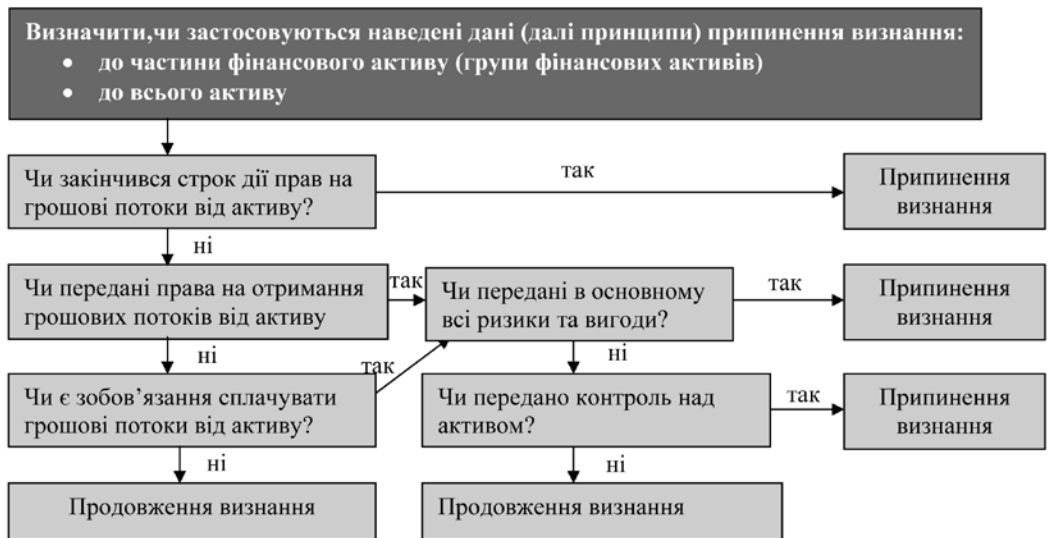 Визначити,чи застосовуються наведені дані (далі принципи) припинення визнання:
• до частини фінансового активу (групи фінансових активів)
• до всього активу
Чи закінчився строк дії прав на
грошові потоки від активу?
так
Припинення
визнання
ні
Чи передані права на отримання
грошових потоків від активу
так
Чи передані в основному
всі ризики та вигоди?
так
Припинення
визнання
ні
так
ні
Чи є зобов’язання сплачувати
грошові потоки від активу?
Чи передано контроль над
активом?
так
Припинення
визнання
ні
ні
Продовження визнання
Продовження визнання